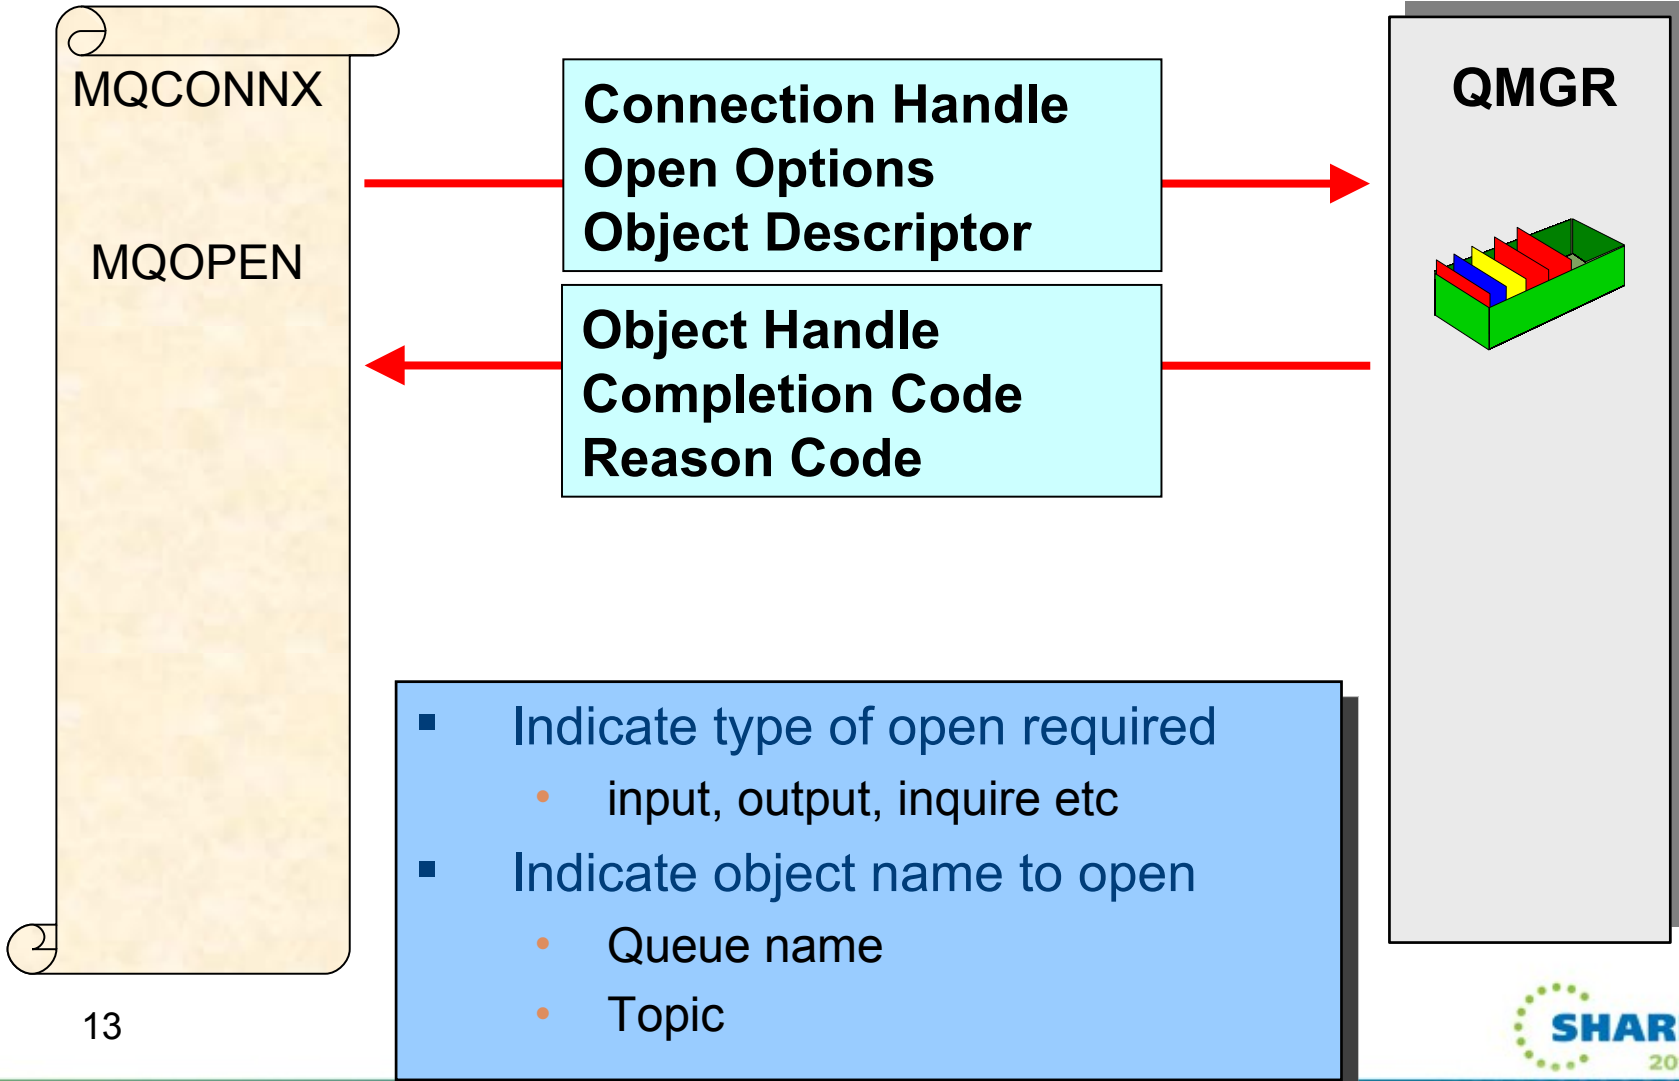 MQCONNX
MQOPEN
Connection Handle
Open Options
Object Descriptor
Object Handle
Completion Code
Reason Code
QMGR
▪ Indicate type of open required
• input, output, inquire etc
▪ Indicate object name to open
• Queue name
• Topic
13
SHAR
20